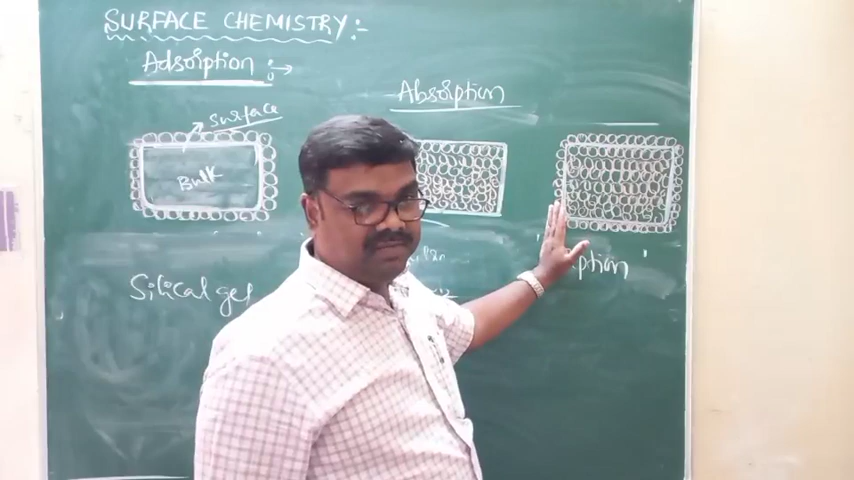 SURFACE CHEMISTRY:-
Adsorption :→
Absorption
surface
Bulk
Silical gel
ption